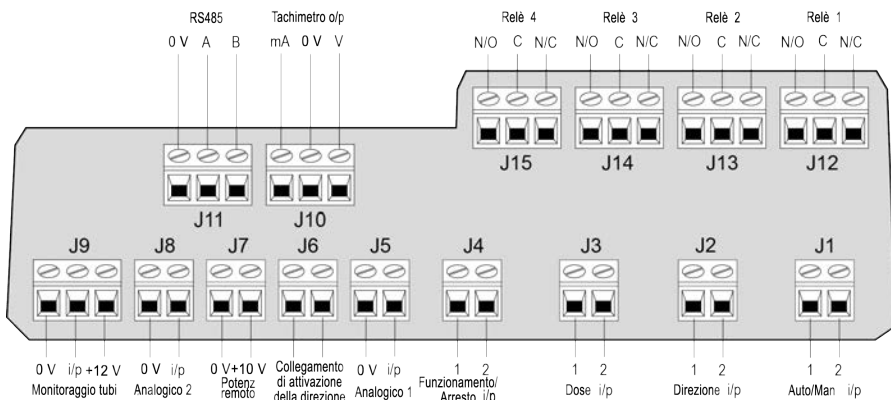 RS485 Tachimetro o/p Relè 4 Relè 3 Relè 2 Relè 1
0 V A B mA 0 V V N/O C N/C N/O C N/C N/O C N/C N/O C N/C
J15 J14 J13 J12
J11 J10
J9 J8 J7 J6 J5 J4 J3 J2 J1
0 V i/p +12 V
Monitoraggio tubi
0 V i/p
Analogico 2
0 V+10 V
Potenz
remoto
Collegamento
di attivazione
della direzione
0 V i/p
Analogico 1
1 2
Funzionamento/
Arresto i/p
1 2
Dose i/p
1 2
Direzione i/p
1 2
Auto/Man i/p